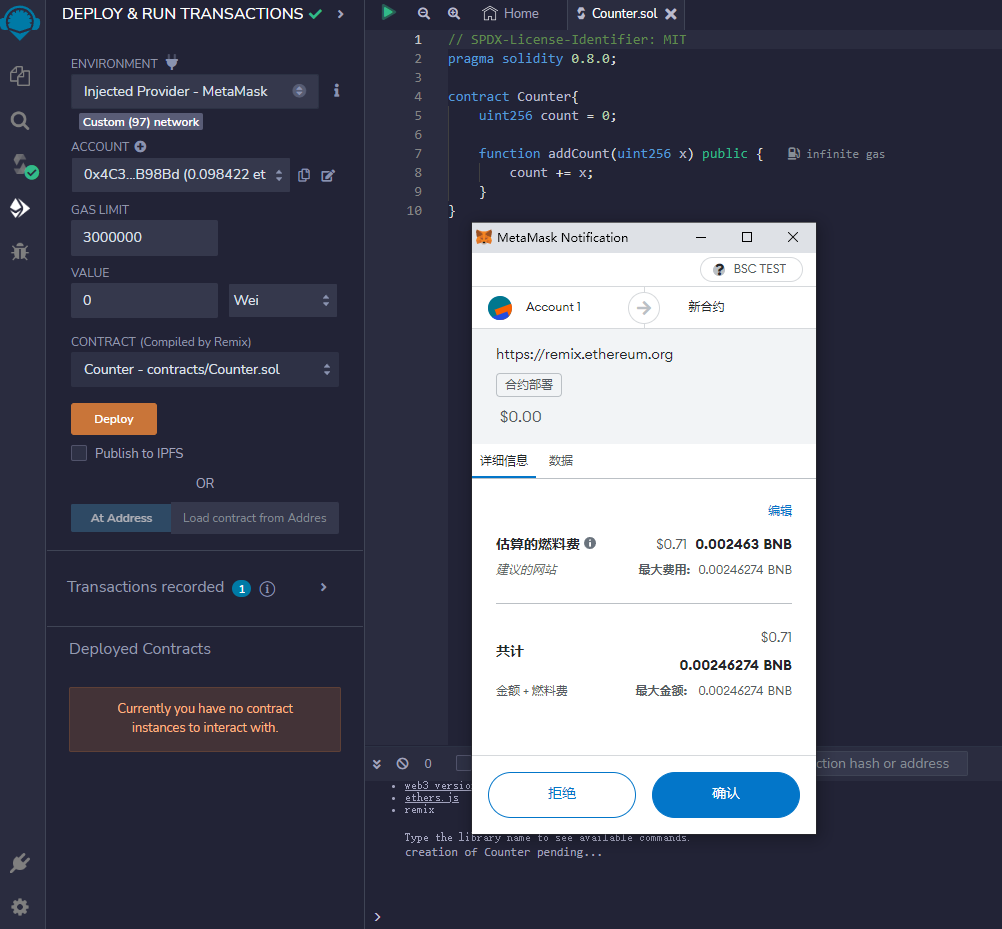 DEPLOY & RUN TRANSACTIONS
ENVIRONMENT
Injected Provider - MetaMask
Custom (97) network
ACCOUNT
0x4C3...B98Bd (0.098422 et
GAS LIMIT
3000000
VALUE
0
Wei
CONTRACT (Compiled by Remix)
Counter - contracts/Counter.sol
Deploy
Publish to IPFS
OR
At Address
Load contract from Addres
Transactions recorded 1
Deployed Contracts
Currently you have no contract
instances to interact with.
Home
Counter.sol
1 // SPDX-License-Identifier: MIT
2 pragma solidity 0.8.0;
3
4 contract Counter{
5 uint256 count = 0;
6
7 function addCount(uint256 x) public { infinite gas
8 count += x;
9 }
10 }
MetaMask Notification
BSC TEST
Account 1
新合约
https://remix.ethereum.org
合约部署
$0.00
详细信息
数据
编辑
估算的燃料费 $0.71 0.002463 BNB
建议的网站 最大费用: 0.00246274 BNB
$0.71
共计
0.00246274 BNB
金额 + 燃料费 最大金额: 0.00246274 BNB
拒绝
确认
0
ction hash or address
web3 version
ethers.js
remix
Type the library name to see available commands.
creation of Counter pending...